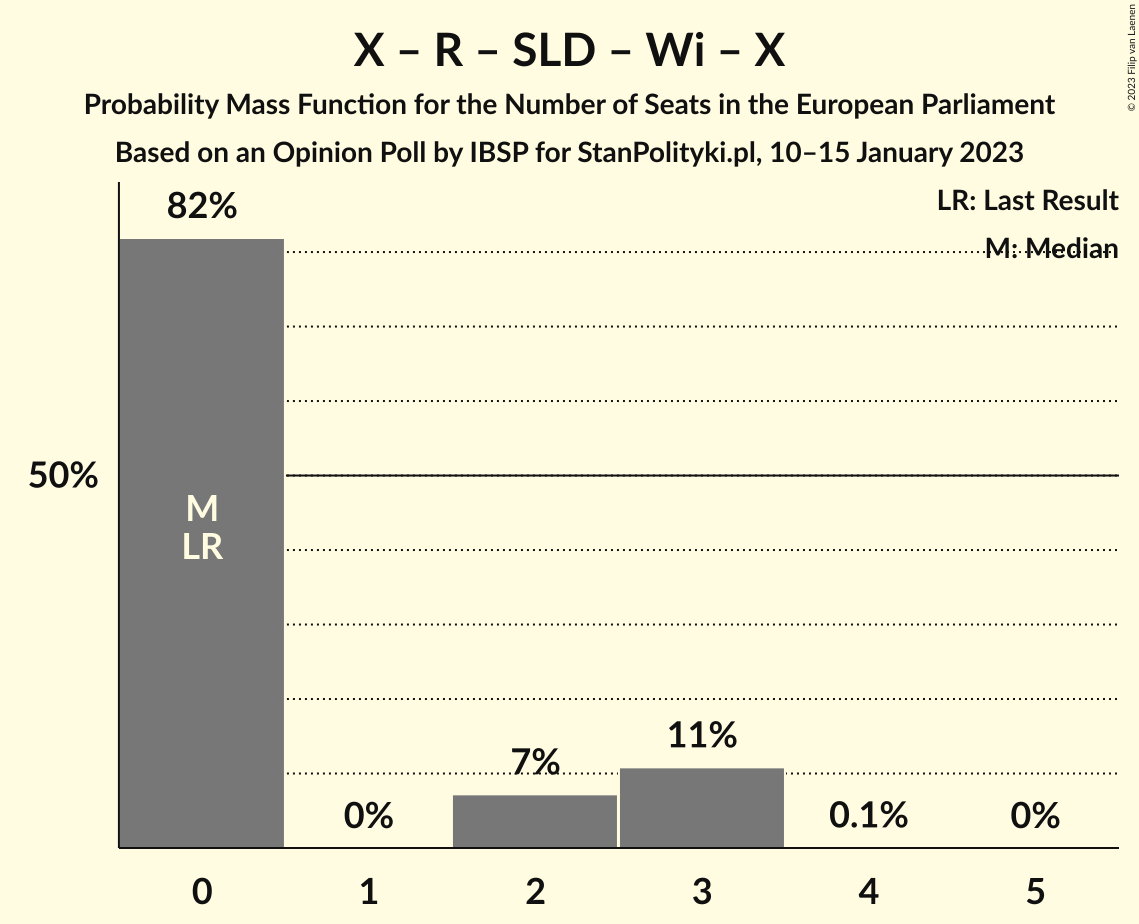 X – R – SLD – Wi – X
Probability Mass Function for the Number of Seats in the European Parliament
Based on an Opinion Poll by IBSP for StanPolityki.pl, 10–15 January 2023
© 2023 Filip van Laenen
LR: Last Result
M: Median
82%
50%
M
LR
0%
7%
11%
0.1%
0%
0 1 2 3 4 5